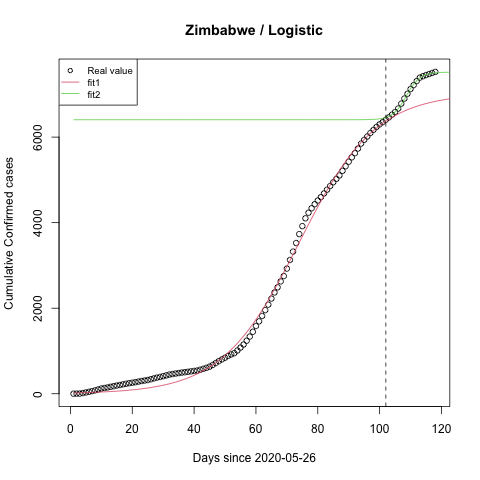 Zimbabwe / Logistic
Real value
fit1
fit2
Cumulative Confirmed cases
6000
4000
2000
0
0 20 40 60 80 100 120
Days since 2020-05-26